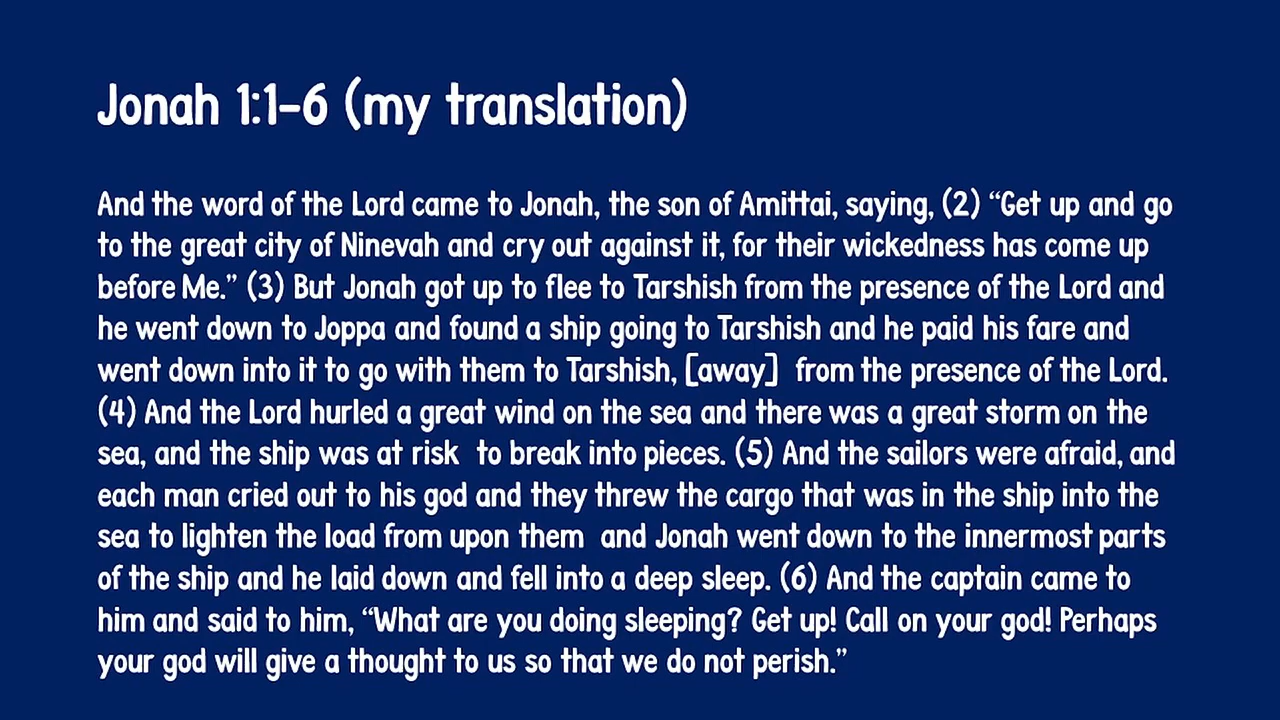 Jonah 1:1-6 (my translation)
And the word of the Lord came to Jonah, the son of Amittai, saying, (2) “Get up and go
to the great city of Ninevah and cry out against it, for their wickedness has come up
before Me.” (3) But Jonah got up to flee to Tarshish from the presence of the Lord and
he went down to Joppa and found a ship going to Tarshish and he paid his fare and
went down into it to go with them to Tarshish, [away]  from the presence of the Lord.
(4) And the Lord hurled a great wind on the sea and there was a great storm on the
sea, and the ship was at risk  to break into pieces. (5) And the sailors were afraid, and
each man cried out to his god and they threw the cargo that was in the ship into the
sea to lighten the load from upon them  and Jonah went down to the innermost parts
of the ship and he laid down and fell into a deep sleep. (6) And the captain came to
him and said to him, “What are you doing sleeping? Get up! Call on your god! Perhaps
your god will give a thought to us so that we do not perish.”